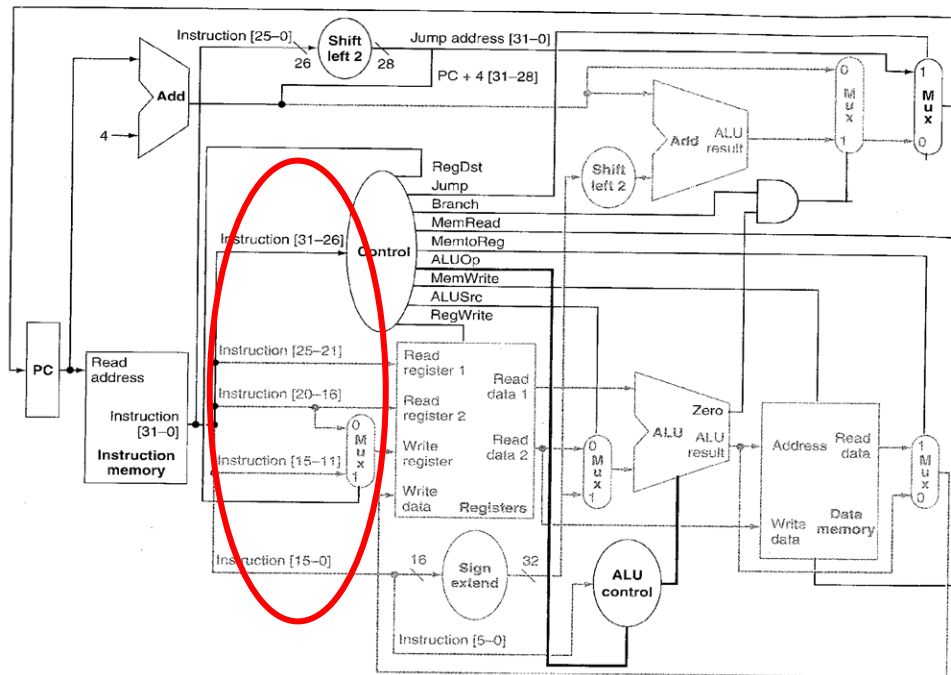 Instruction [25–0]
26
Shift
left 2
28
Jump address [31–0]
PC + 4 [31–28]
Add
4
0
M
u
x
1
1
M
u
x
0
Add
ALU
result
Shift
left 2
RegDst
Jump
Branch
MemRead
MemtoReg
ALUOp
MemWrite
ALUSrc
RegWrite
Instruction [31–26]
Control
PC
Read
address
Instruction
[31–0]
Instruction
memory
Instruction [25–21]
Instruction [20–16]
Instruction [15–11]
0
M
u
x
1
Read
register 1
Read
register 2
Write
register
Write
data
Read
data 1
Read
data 2
Registers
0
M
u
x
1
Zero
ALU
ALU
result
Address
Read
data
Write
data
Data
memory
1
M
u
x
0
Instruction [15–0]
16
Sign
extend
32
ALU
control
Instruction [5–0]